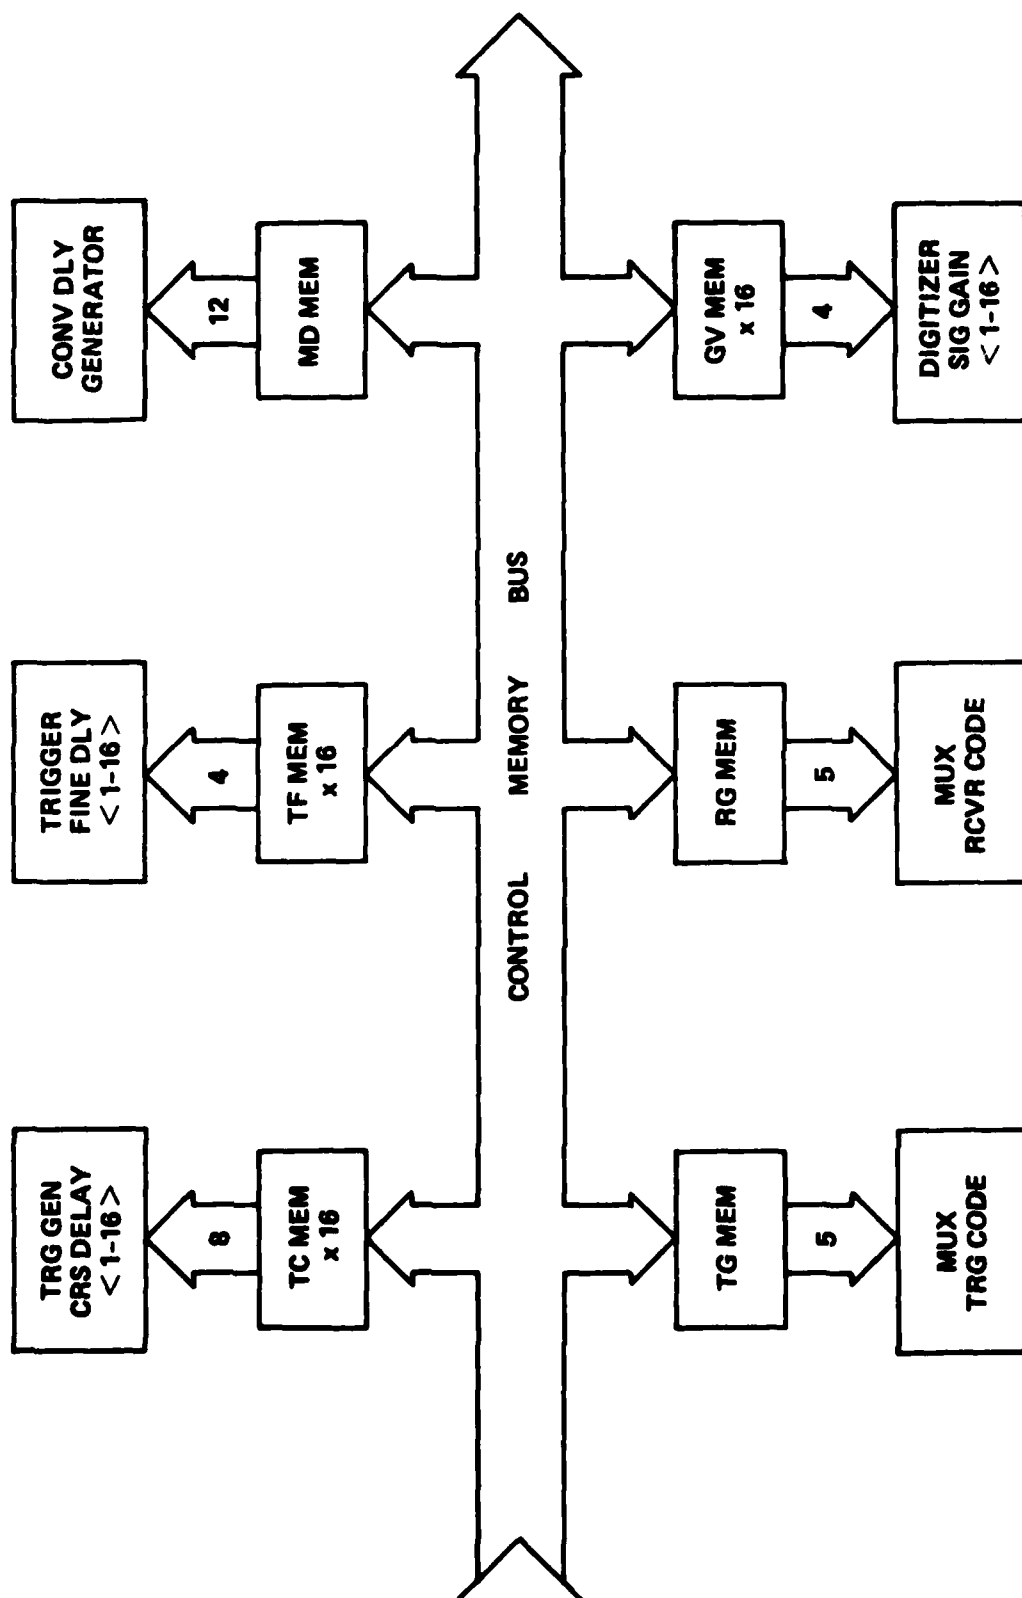 TRG GEN
CRS DELAY
< 1-16 >
TRIGGER
FINE DLY
< 1-16 >
CONV DLY
GENERATOR
8
4
12
TC MEM
x 16
TF MEM
x 16
MD MEM
CONTROL MEMORY BUS
TG MEM
RG MEM
GV MEM
x 16
5
5
4
MUX
TRG CODE
MUX
RCVR CODE
DIGITIZER
SIG GAIN
< 1-16 >